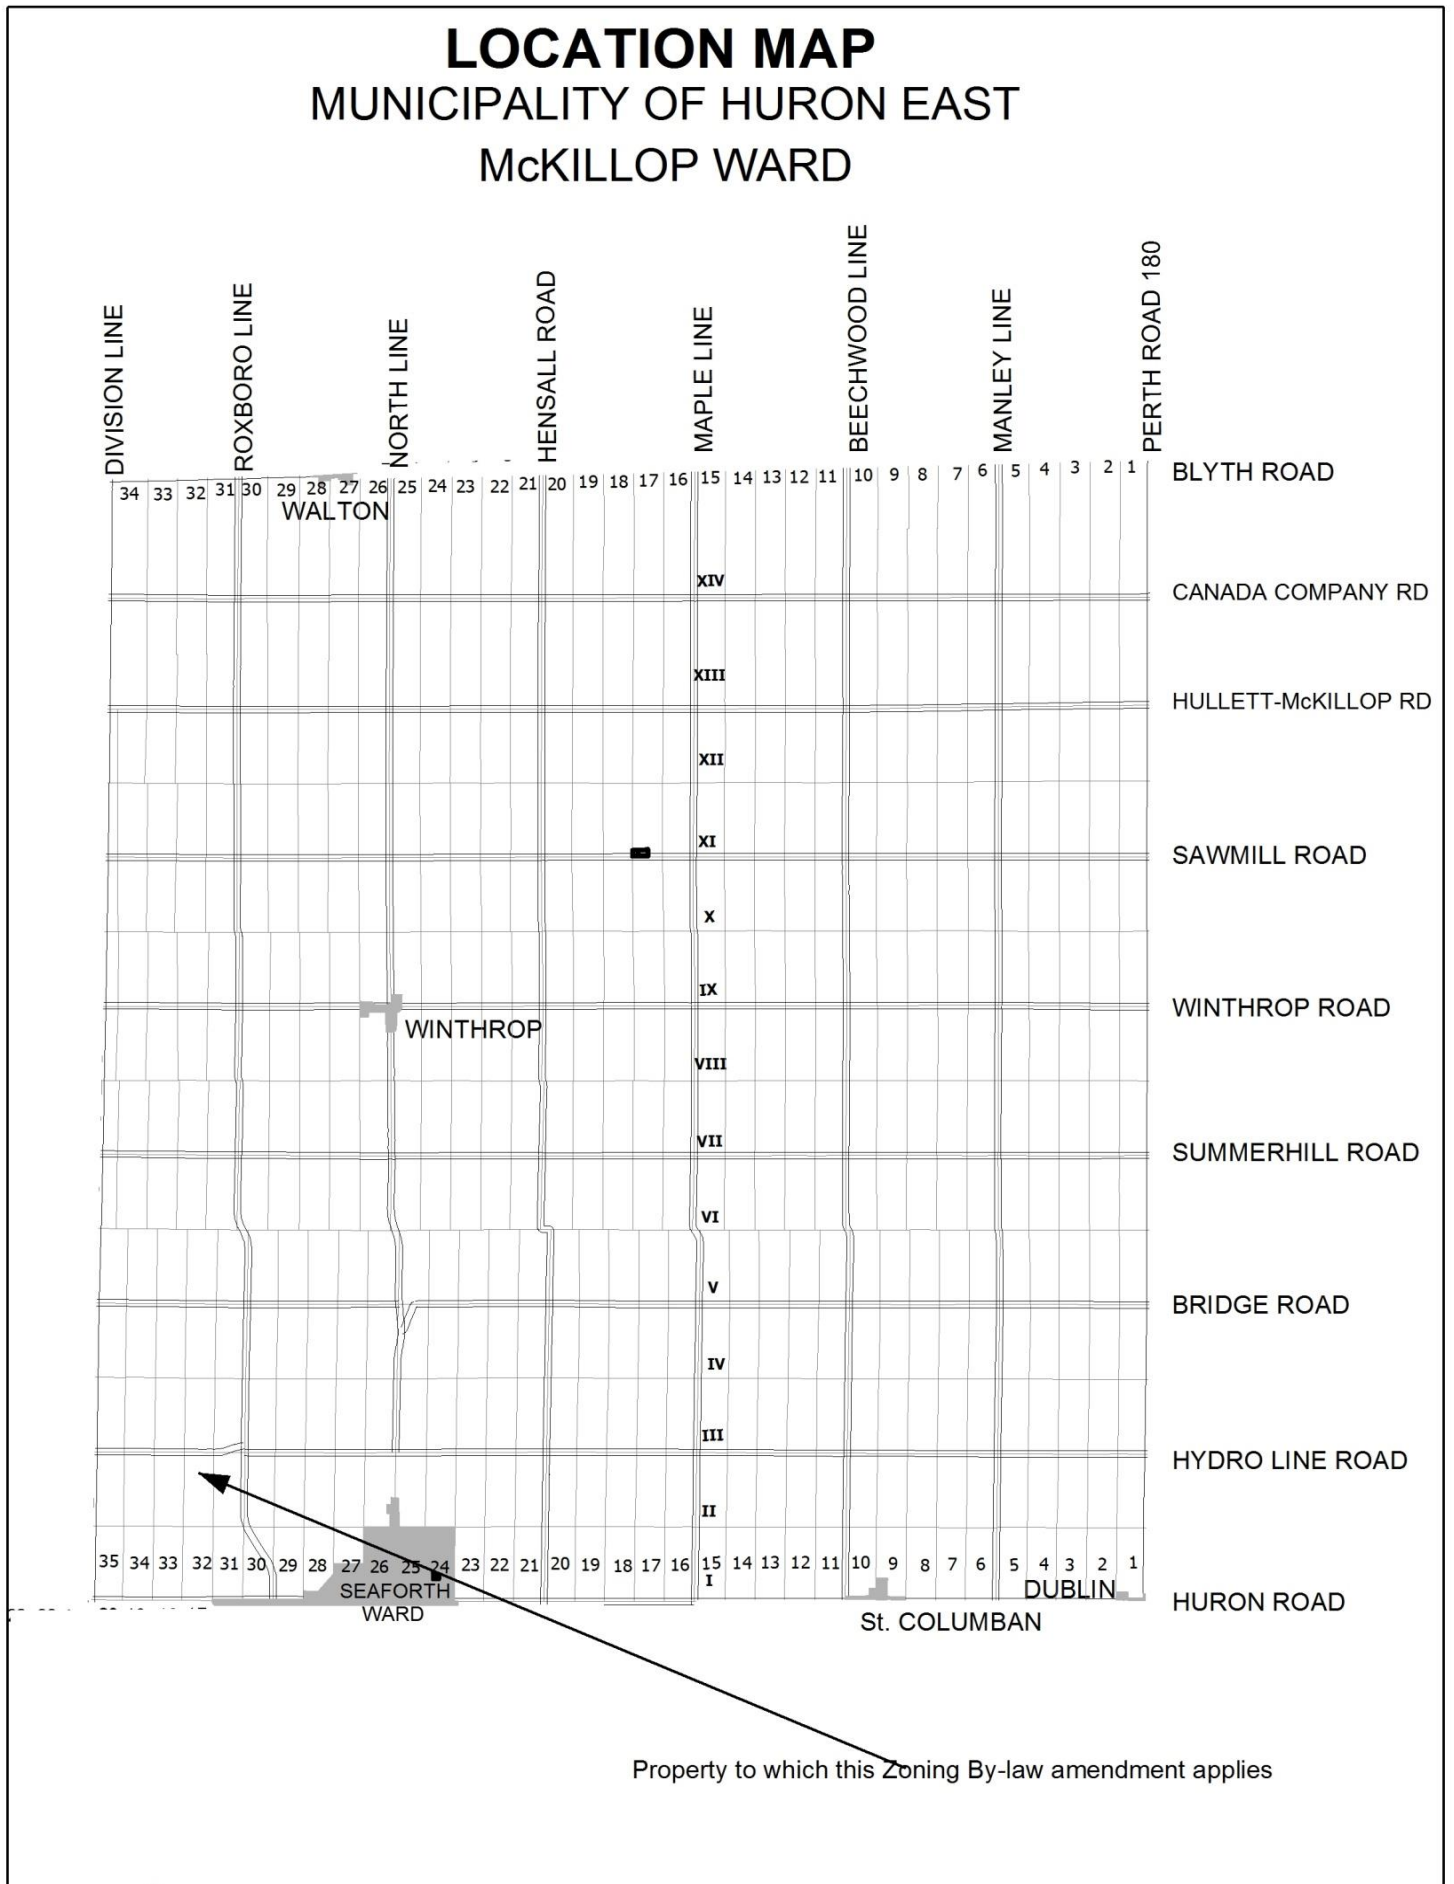 LOCATION MAP
MUNICIPALITY OF HURON EAST
McKILLOP WARD
DIVISION LINE
ROXBORO LINE
NORTH LINE
HENSALL ROAD
MAPLE LINE
BEECHWOOD LINE
MANLEY LINE
PERTH ROAD 180
34 33 32 31 30 29 28 27 26 25 24 23 22 21 20 19 18 17 16 15 14 13 12 11 10 9 8 7 6 5 4 3 2 1 BLYTH ROAD
WALTON
XIV
CANADA COMPANY RD
XIII
HULLETT-McKILLOP RD
XII
XI
SAWMILL ROAD
X
IX
WINTHROP ROAD
WINTHROP
VIII
VII
SUMMERHILL ROAD
VI
V
BRIDGE ROAD
IV
III
HYDRO LINE ROAD
II
35 34 33 32 31 30 29 28 27 26 25 24 23 22 21 20 19 18 17 16 15 14 13 12 11 10 9 8 7 6 5 4 3 2 1
I
SEAFORTH
WARD
DUBLIN
HURON ROAD
St. COLUMBAN
Property to which this Zoning By-law amendment applies